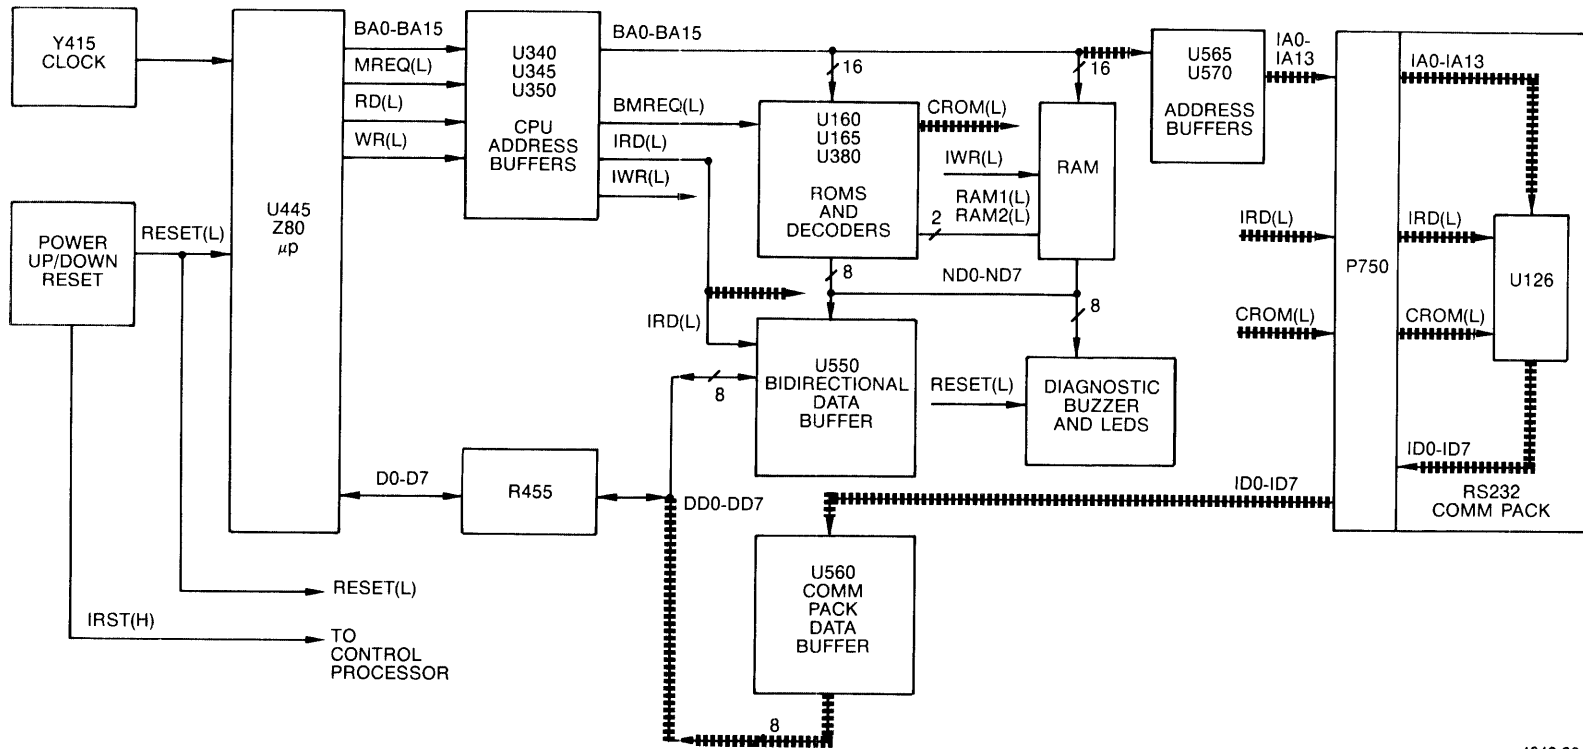 Y415
CLOCK
BA0-BA15
MREQ(L)
RD(L)
WR(L)
U340
U345
U350
CPU
ADDRESS
BUFFERS
BA0-BA15
BMREQ(L)
IRD(L)
IWR(L)
16
16
U160
U165
U380
ROMS
AND
DECODERS
CROM(L)
IWR(L)
RAM1(L)
RAM2(L)
2
RAM
U565
U570
ADDRESS
BUFFERS
IA0-
IA13
IA0-IA13
IRD(L)
IRD(L)
P750
U126
CROM(L)
CROM(L)
ID0-ID7
RS232
COMM PACK
POWER
UP/DOWN
RESET
RESET(L)
U445
Z80
μp
8
ND0-ND7
8
IRD(L)
8
U550
BIDIRECTIONAL
DATA
BUFFER
RESET(L)
DIAGNOSTIC
BUZZER
AND LEDS
D0-D7
R455
DD0-DD7
ID0-ID7
U560
COMM
PACK
DATA
BUFFER
8
RESET(L)
IRST(H)
TO
CONTROL
PROCESSOR